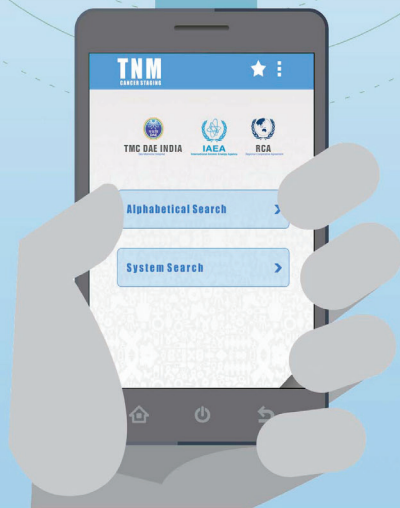 TNM
CANCER STAGING
TMC DAE INDIA
IAEA
RCA
Alphabetical Search
System Search